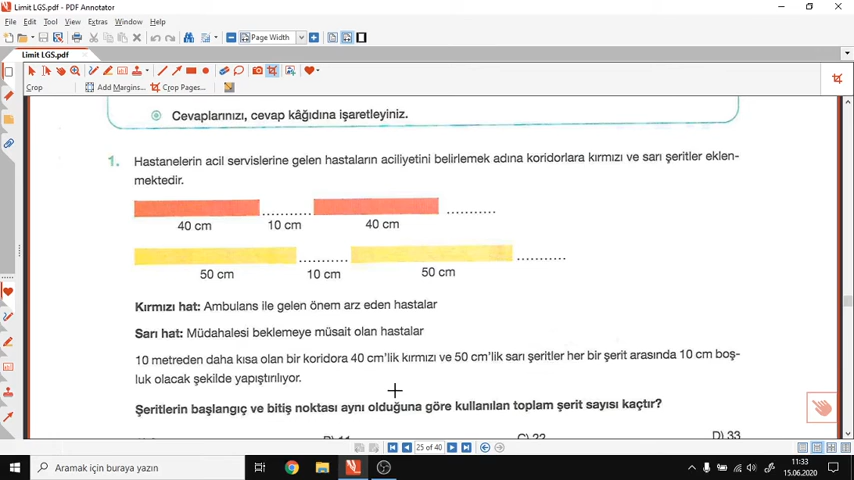 Limit LGS.pdf - PDF Annotator
File Edit Tool View Extras Window Help
Page Width
Limit LGS.pdf
Crop Add Margins... Crop Pages...
Cevaplarınızı, cevap kâğıdına işaretleyiniz.
1. Hastanelerin acil servislerine gelen hastaların aciliyetini belirlemek adına koridorlara kırmızı ve sarı şeritler eklen-
mektedir.
40 cm 10 cm 40 cm
50 cm 10 cm 50 cm
Kırmızı hat: Ambulans ile gelen önem arz eden hastalar
Sarı hat: Müdahalesi beklemeye müsait olan hastalar
10 metreden daha kısa olan bir koridora 40 cm'lik kırmızı ve 50 cm'lik sarı şeritler her bir şerit arasında 10 cm boş-
luk olacak şekilde yapıştırılıyor.
Şeritlerin başlangıç ve bitiş noktası aynı olduğuna göre kullanılan toplam şerit sayısı kaçtır?
B) 11 C) 22 D) 33
25 of 40
Aramak için buraya yazın
11:33
15.06.2020